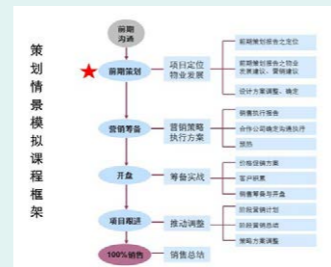 策划情景模拟课程框架
前期
沟通
前期策划
项目定位
物业发展
前期策划报告之定位
前期策划报告之物业
发展建议、营销建议
设计方案调整、确定
营销筹备
营销策略
执行方案
销售执行报告
合作公司确定沟通执行
预热
开盘
筹备实战
价格促销方案
客户积累
销售筹备与开盘
项目跟进
推动调整
阶段营销计划
阶段营销总结
策略方案调整
100%销售
销售总结